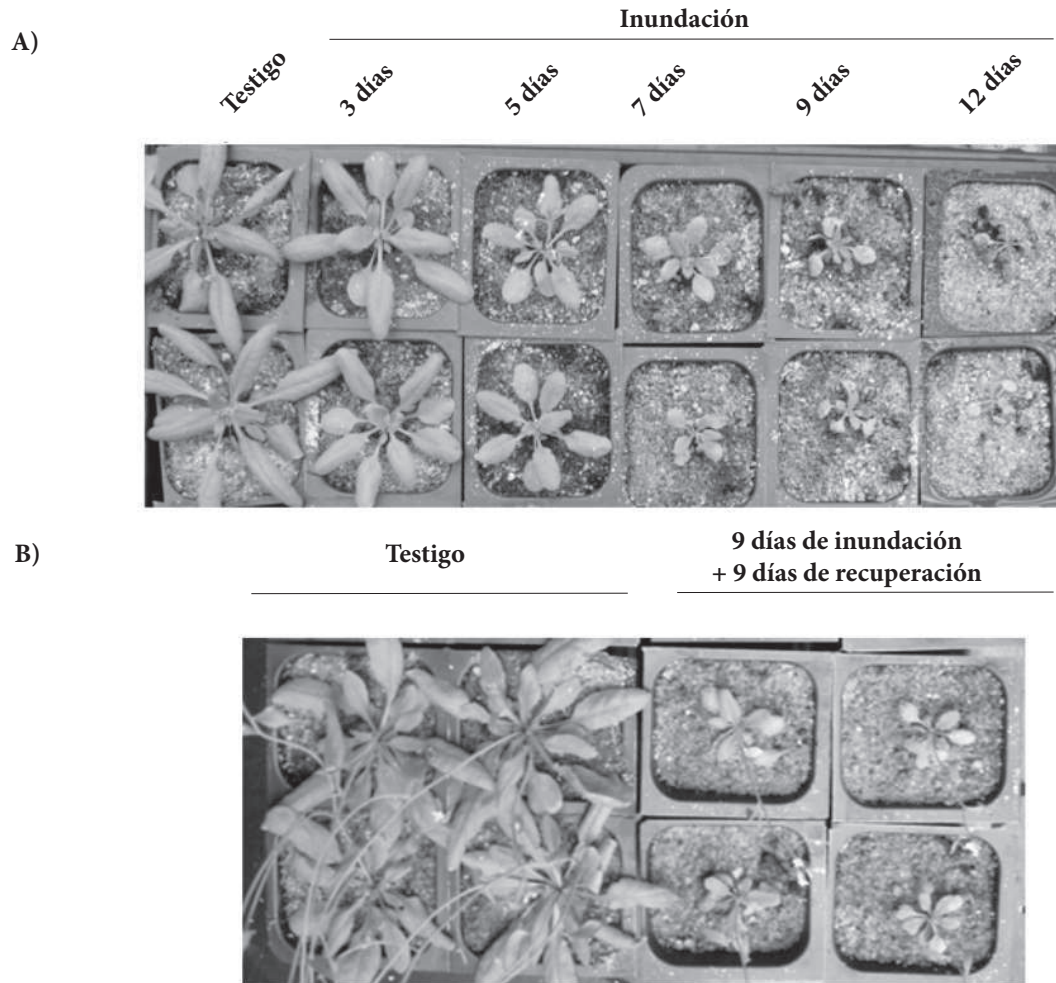 A)
Inundación
Testigo
3 días
5 días
7 días
9 días
12 días
B)
Testigo
9 días de inundación
+ 9 días de recuperación